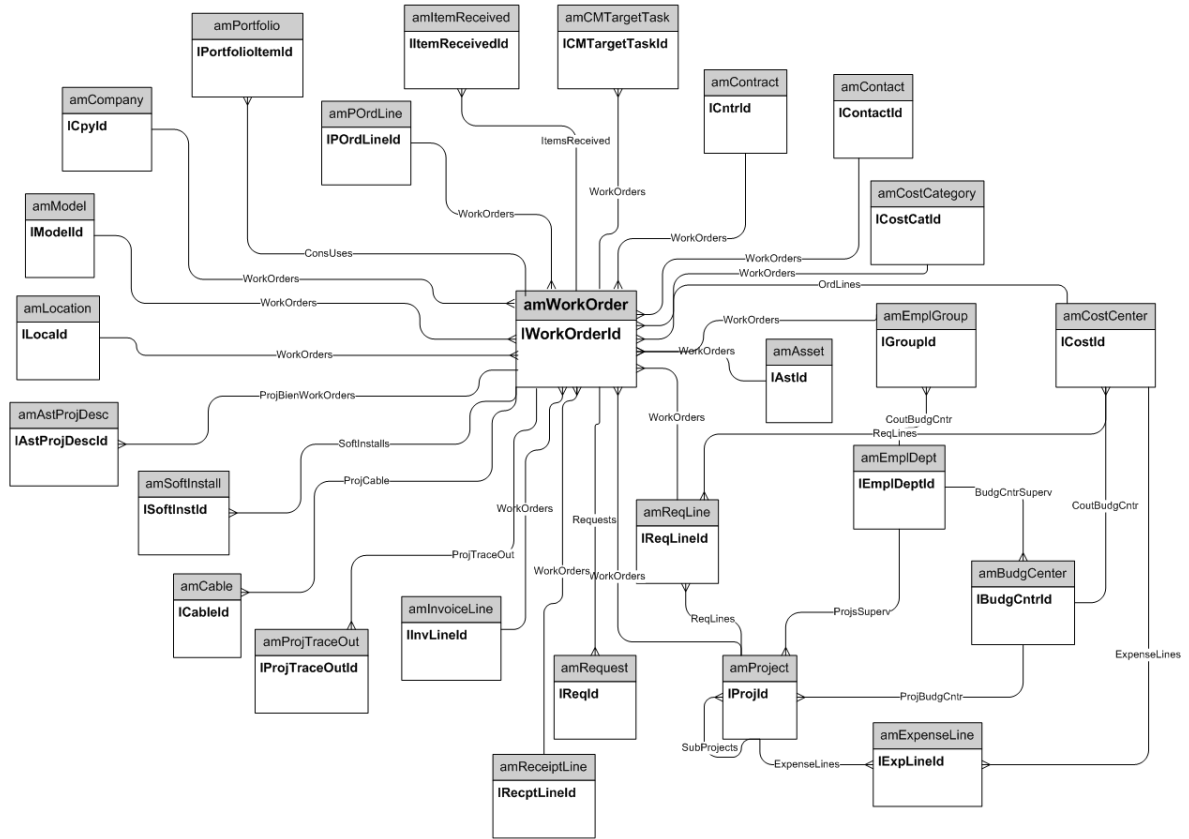 amPortfolio
lPortfolioItemId
amItemReceived
lItemReceivedId
amCMTargetTask
lCMTargetTaskId
amCompany
lCpyId
amPOrdLine
lPOrdLineId
amContract
lCntrId
amContact
lContactId
ItemsReceived
WorkOrders
amModel
lModelId
amCostCategory
lCostCatId
WorkOrders
WorkOrders
ConsUses
WorkOrders
WorkOrders
WorkOrders
OrdLines
amLocation
lLocaId
WorkOrders
amWorkOrder
lWorkOrderId
WorkOrders
amEmplGroup
lGroupId
amCostCenter
lCostId
WorkOrders
WorkOrders
amAsset
lAstId
ProjBienWorkOrders
amAstProjDesc
lAstProjDescId
WorkOrders
CoutBudgCntr
ReqLines
SoftInstalls
amEmplDept
lEmplDeptId
amSoftInstall
lSoftInstId
ProjCable
BudgCntrSuperv
WorkOrders
Requests
amReqLine
lReqLineId
CoutBudgCntr
ProjTraceOut
amCable
lCableId
WorkOrders
WorkOrders
amBudgCenter
lBudgCntrId
amInvoiceLine
lInvLineId
ReqLines
ProjsSuperv
amProjTraceOut
lProjTraceOutId
amRequest
lReqId
amProject
lProjId
ExpenseLines
ProjBudgCntr
SubProjects
amExpenseLine
lExpLineId
ExpenseLines
amReceiptLine
lRecptLineId